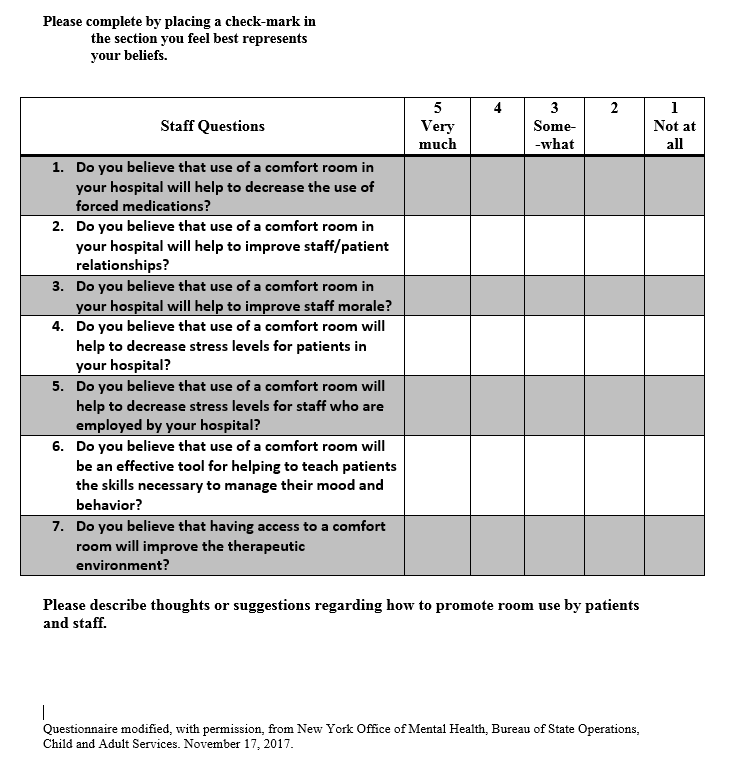 Please complete by placing a check-mark in
the section you feel best represents
your beliefs.
Staff Questions
5
Very
much
4
3
Some-
-what
2
1
Not at
all
1. Do you believe that use of a comfort room in
your hospital will help to decrease the use of
forced medications?
2. Do you believe that use of a comfort room in
your hospital will help to improve staff/patient
relationships?
3. Do you believe that use of a comfort room in
your hospital will help to improve staff morale?
4. Do you believe that use of a comfort room will
help to decrease stress levels for patients in
your hospital?
5. Do you believe that use of a comfort room will
help to decrease stress levels for staff who are
employed by your hospital?
6. Do you believe that use of a comfort room will
be an effective tool for helping to teach patients
the skills necessary to manage their mood and
behavior?
7. Do you believe that having access to a comfort
room will improve the therapeutic
environment?
Please describe thoughts or suggestions regarding how to promote room use by patients
and staff.
Questionnaire modified, with permission, from New York Office of Mental Health, Bureau of State Operations,
Child and Adult Services. November 17, 2017.